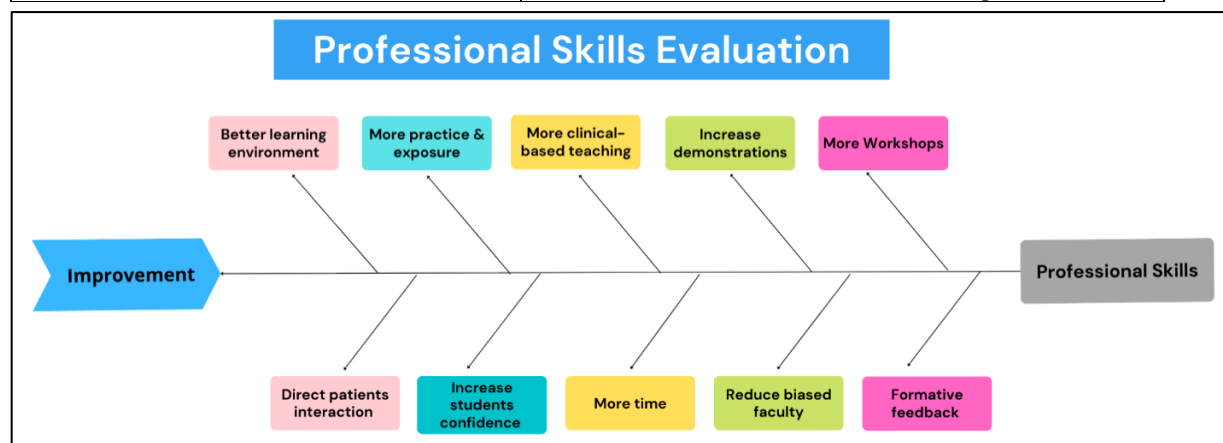 Professional Skills Evaluation
Better learning
environment
More practice &
exposure
More clinical-
based teaching
Increase
demonstrations
More Workshops
Improvement
Professional Skills
Direct patients
interaction
Increase
students
confidence
More time
Reduce biased
faculty
Formative
feedback